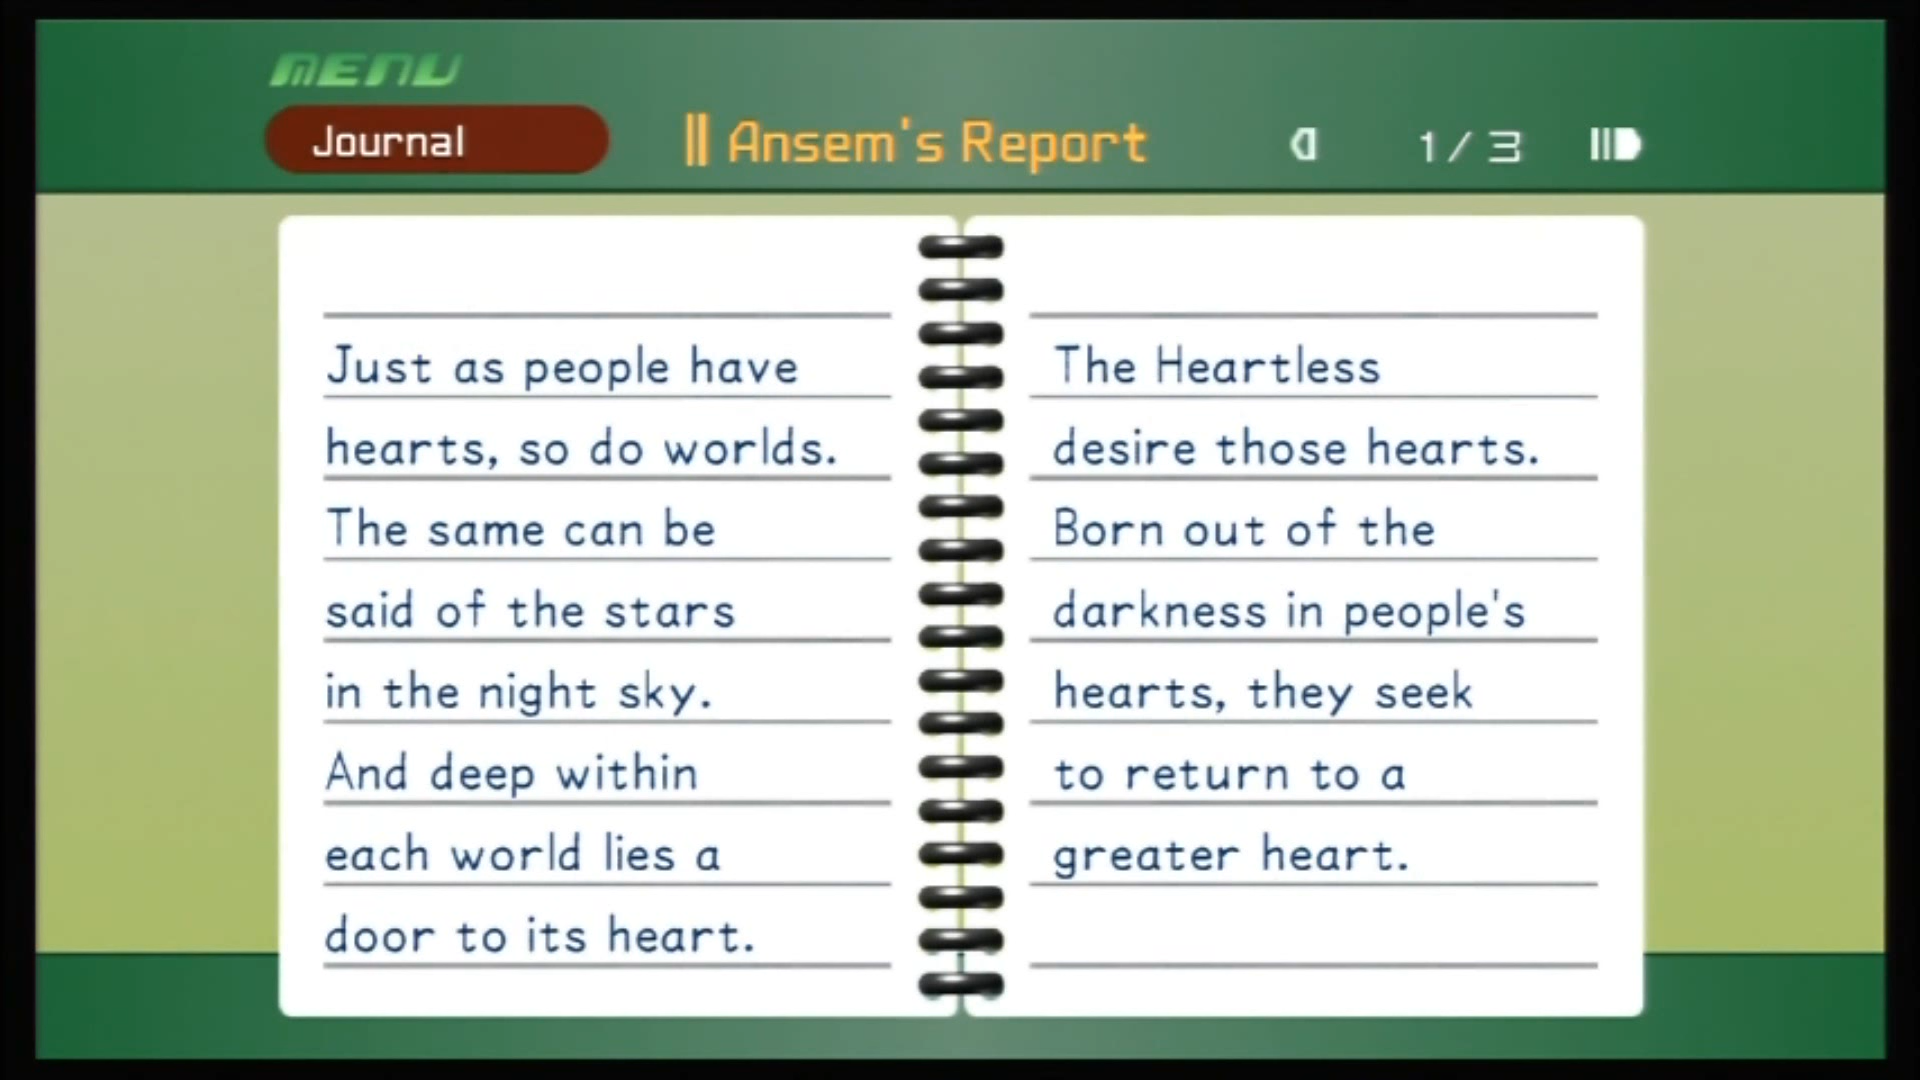 MENU
Journal
Ansem's Report
1 / 3
Just as people have
hearts, so do worlds.
The same can be
said of the stars
in the night sky.
And deep within
each world lies a
door to its heart.
The Heartless
desire those hearts.
Born out of the
darkness in people's
hearts, they seek
to return to a
greater heart.